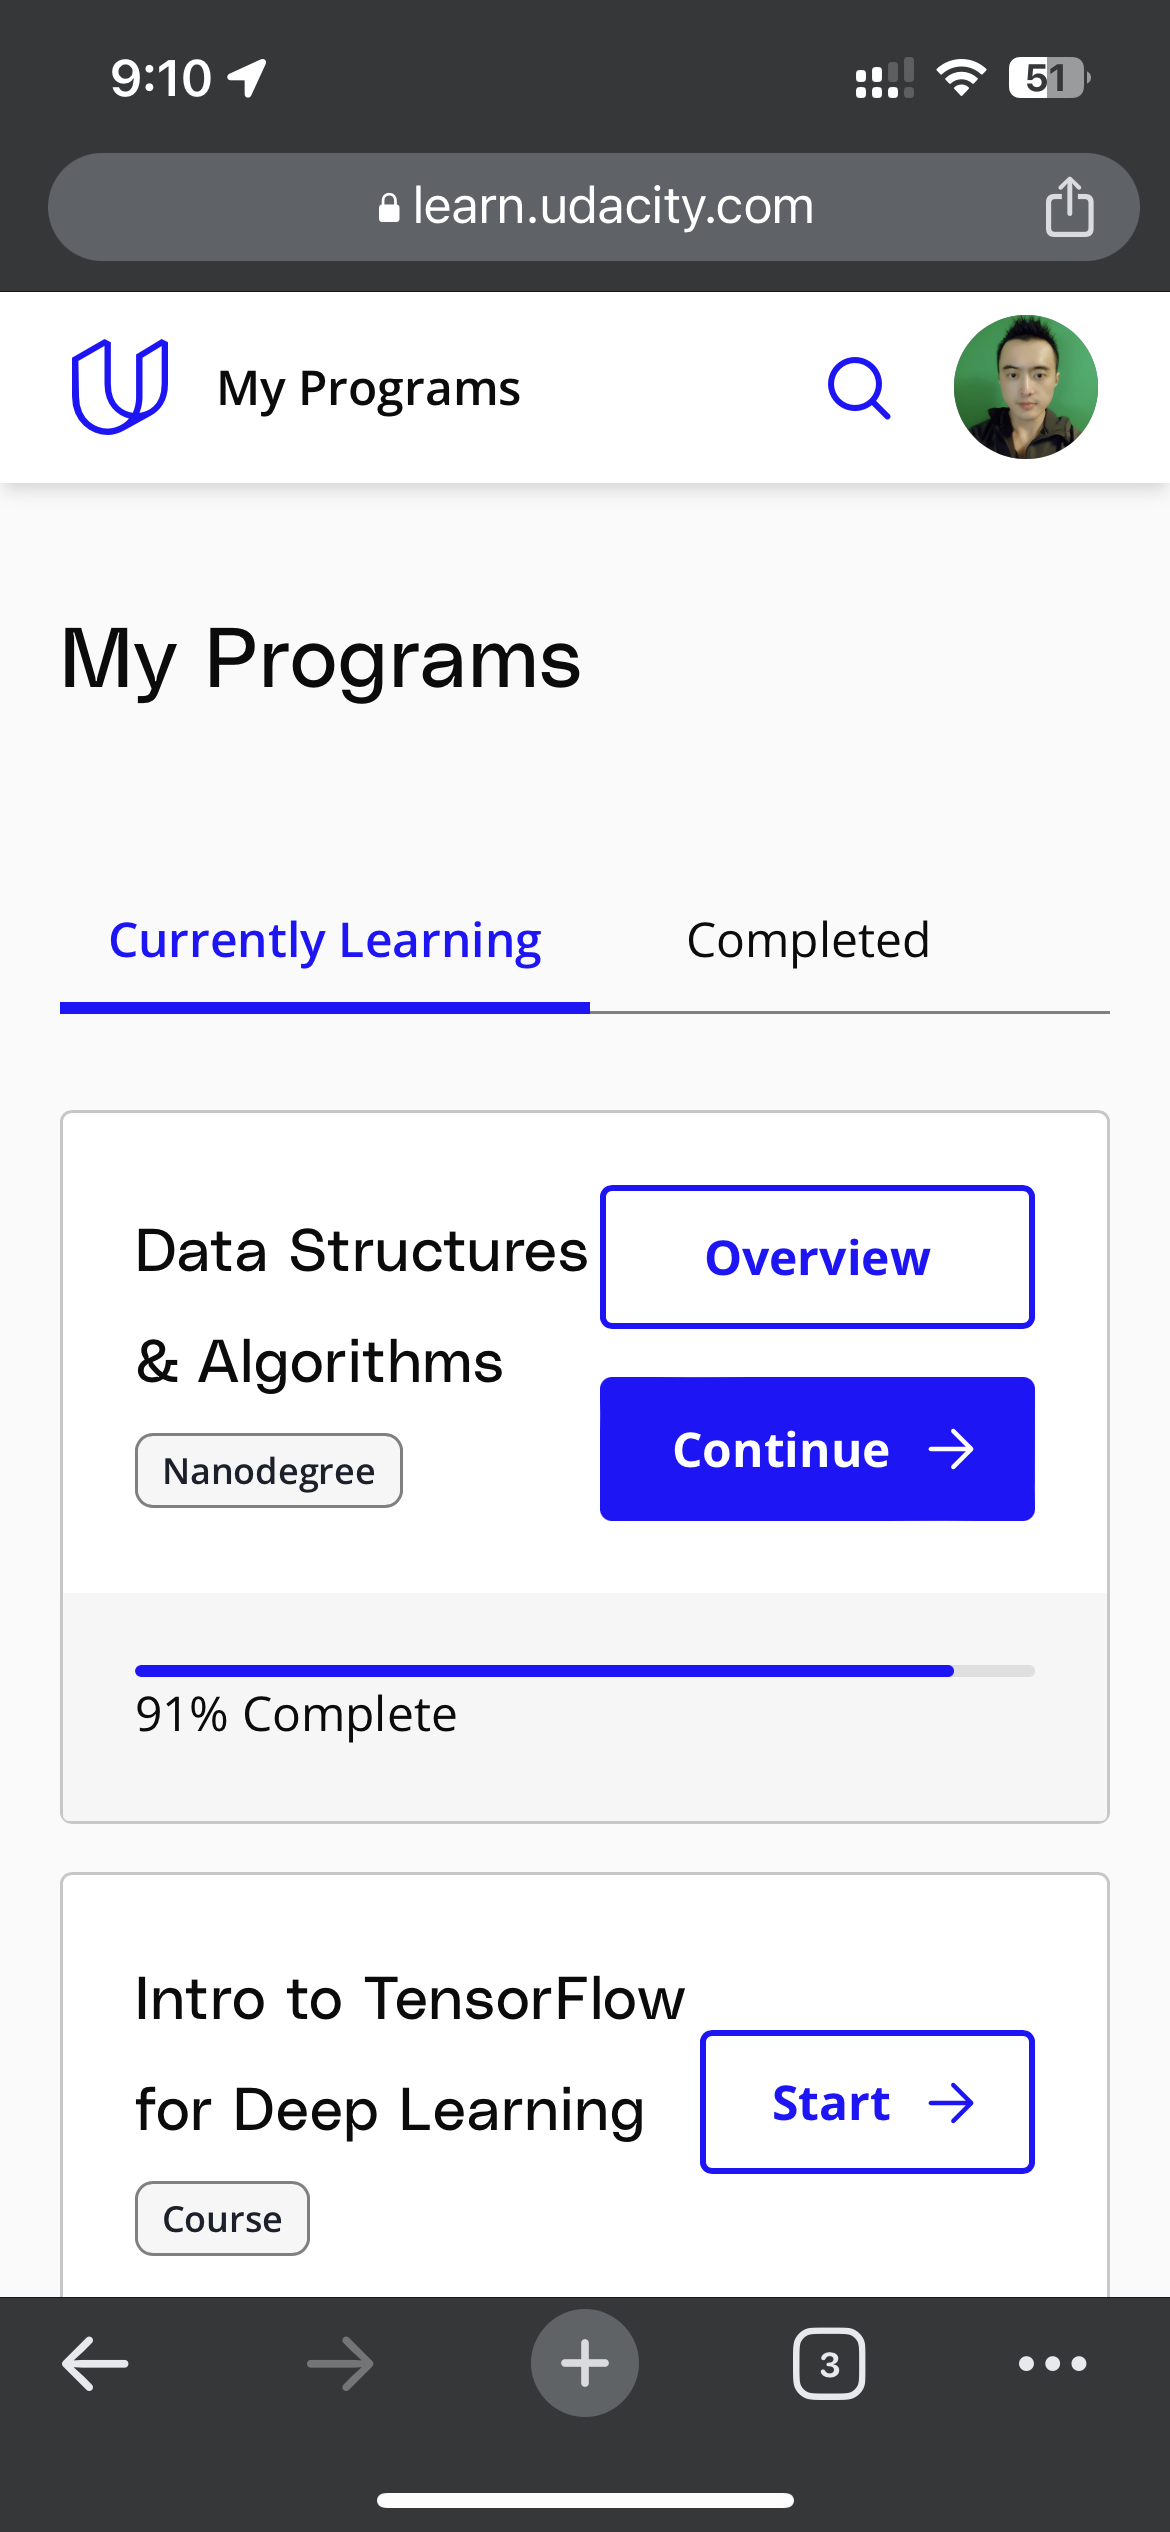 9:10
51
learn.udacity.com
My Programs
My Programs
Currently Learning
Completed
Data Structures
& Algorithms
Nanodegree
Overview
Continue
91% Complete
Intro to TensorFlow
for Deep Learning
Course
Start
3